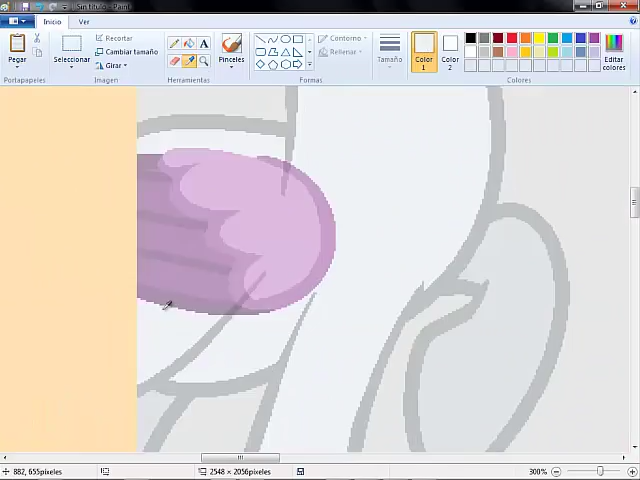 Sin título - Paint
Inicio Ver
Pegar
Portapapeles
Seleccionar
Recortar
Cambiar tamaño
Girar
Imagen
A
Herramientas
Pinceles
Contorno
Rellenar
Formas
Tamaño
Color 1
Color 2
Editar colores
Colores
882, 655píxeles
2548 × 2056píxeles
300%